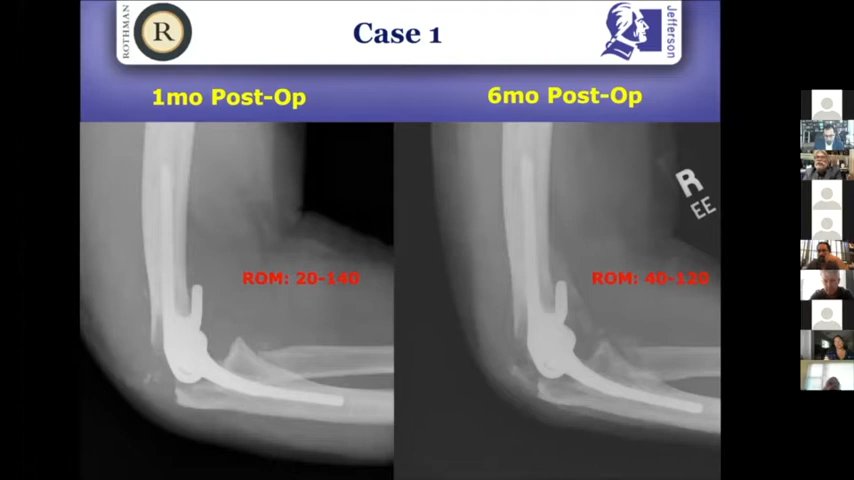 ROTHMAN
R
Case 1
Jefferson
1mo Post-Op
6mo Post-Op
R
EE
ROM: 20-140
ROM: 40-120